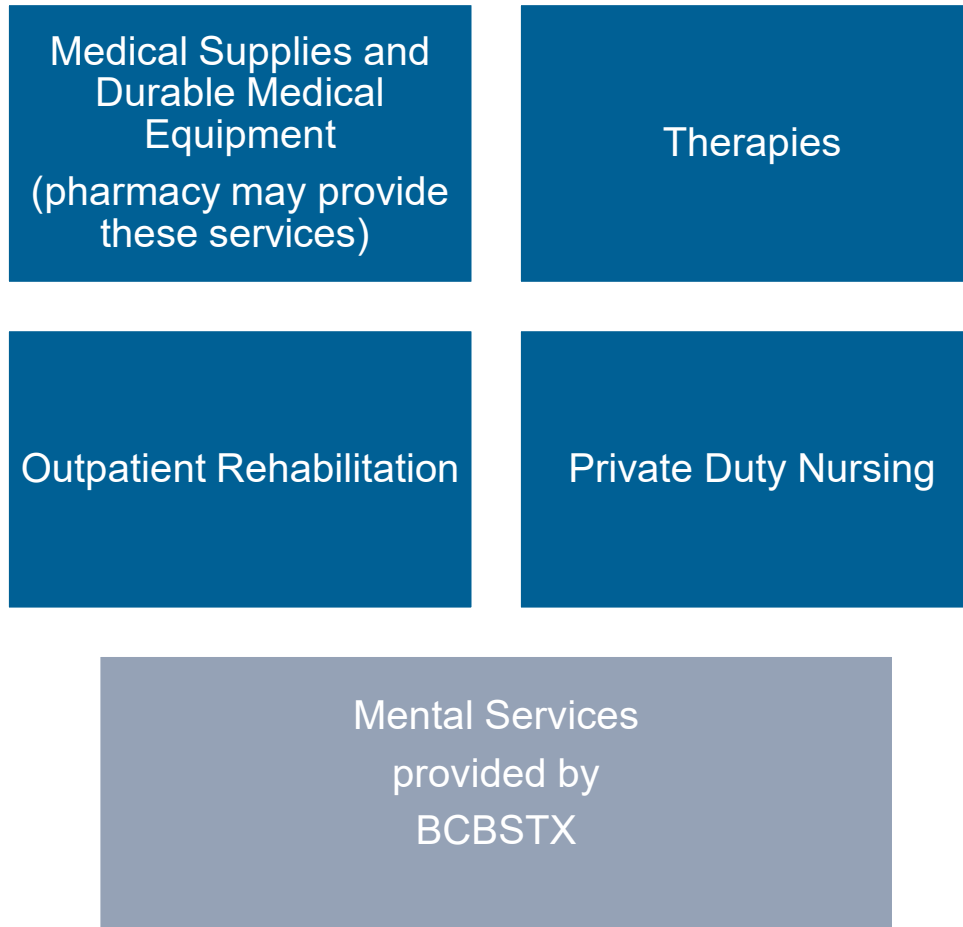 Medical Supplies and
Durable Medical
Equipment
(pharmacy may provide
these services)
Therapies
Outpatient Rehabilitation
Private Duty Nursing
Mental Services
provided by
BCBSTX